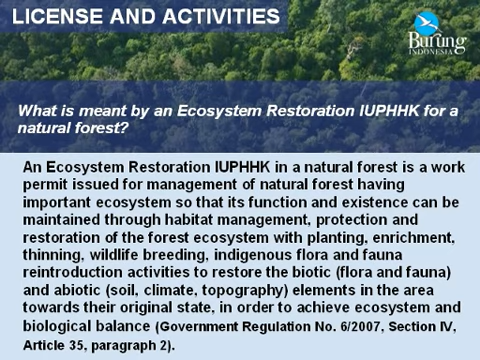 LICENSE AND ACTIVITIES
Burung
INDONESIA
What is meant by an Ecosystem Restoration IUPHHK for a
natural forest?
An Ecosystem Restoration IUPHHK in a natural forest is a work
permit issued for management of natural forest having
important ecosystem so that its function and existence can be
maintained through habitat management, protection and
restoration of the forest ecosystem with planting, enrichment,
thinning, wildlife breeding, indigenous flora and fauna
reintroduction activities to restore the biotic (flora and fauna)
and abiotic (soil, climate, topography) elements in the area
towards their original state, in order to achieve ecosystem and
biological balance (Government Regulation No. 6/2007, Section IV,
Article 35, paragraph 2).